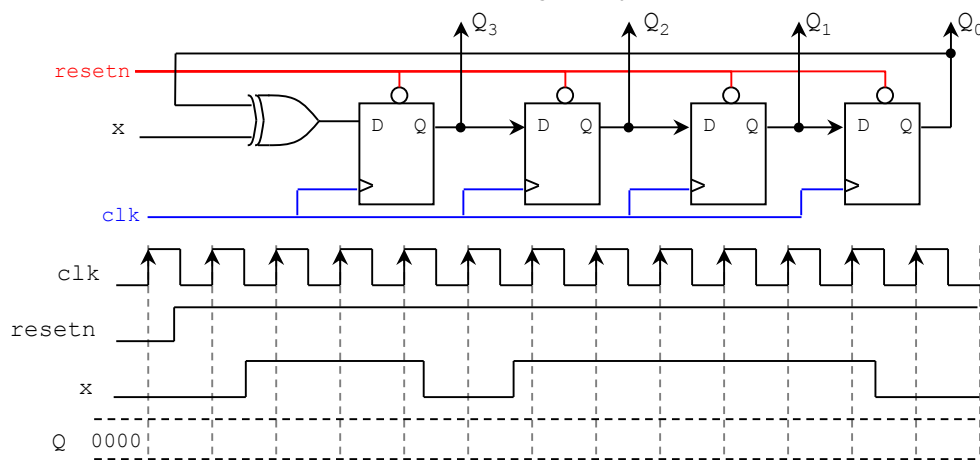 Q3 Q2 Q1 Q0
resetn
x D Q D Q D Q D Q
clk
clk
resetn
x
Q 0000